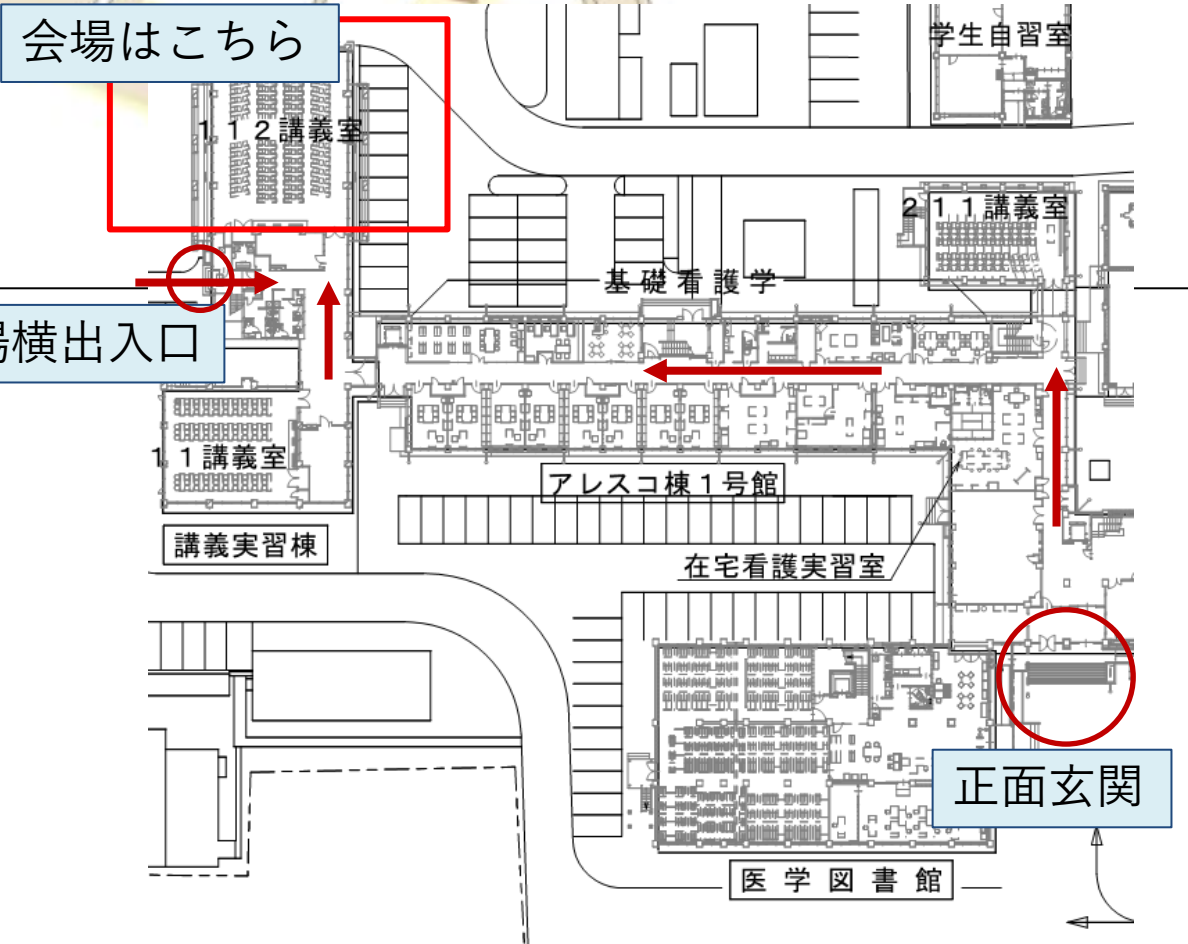 会場はこちら
学生自習室
112講義室
211講義室
基礎看護学
場横出入口
11講義室
アレスコ棟1号館
講義実習棟
在宅看護実習室
正面玄関
医学図書館